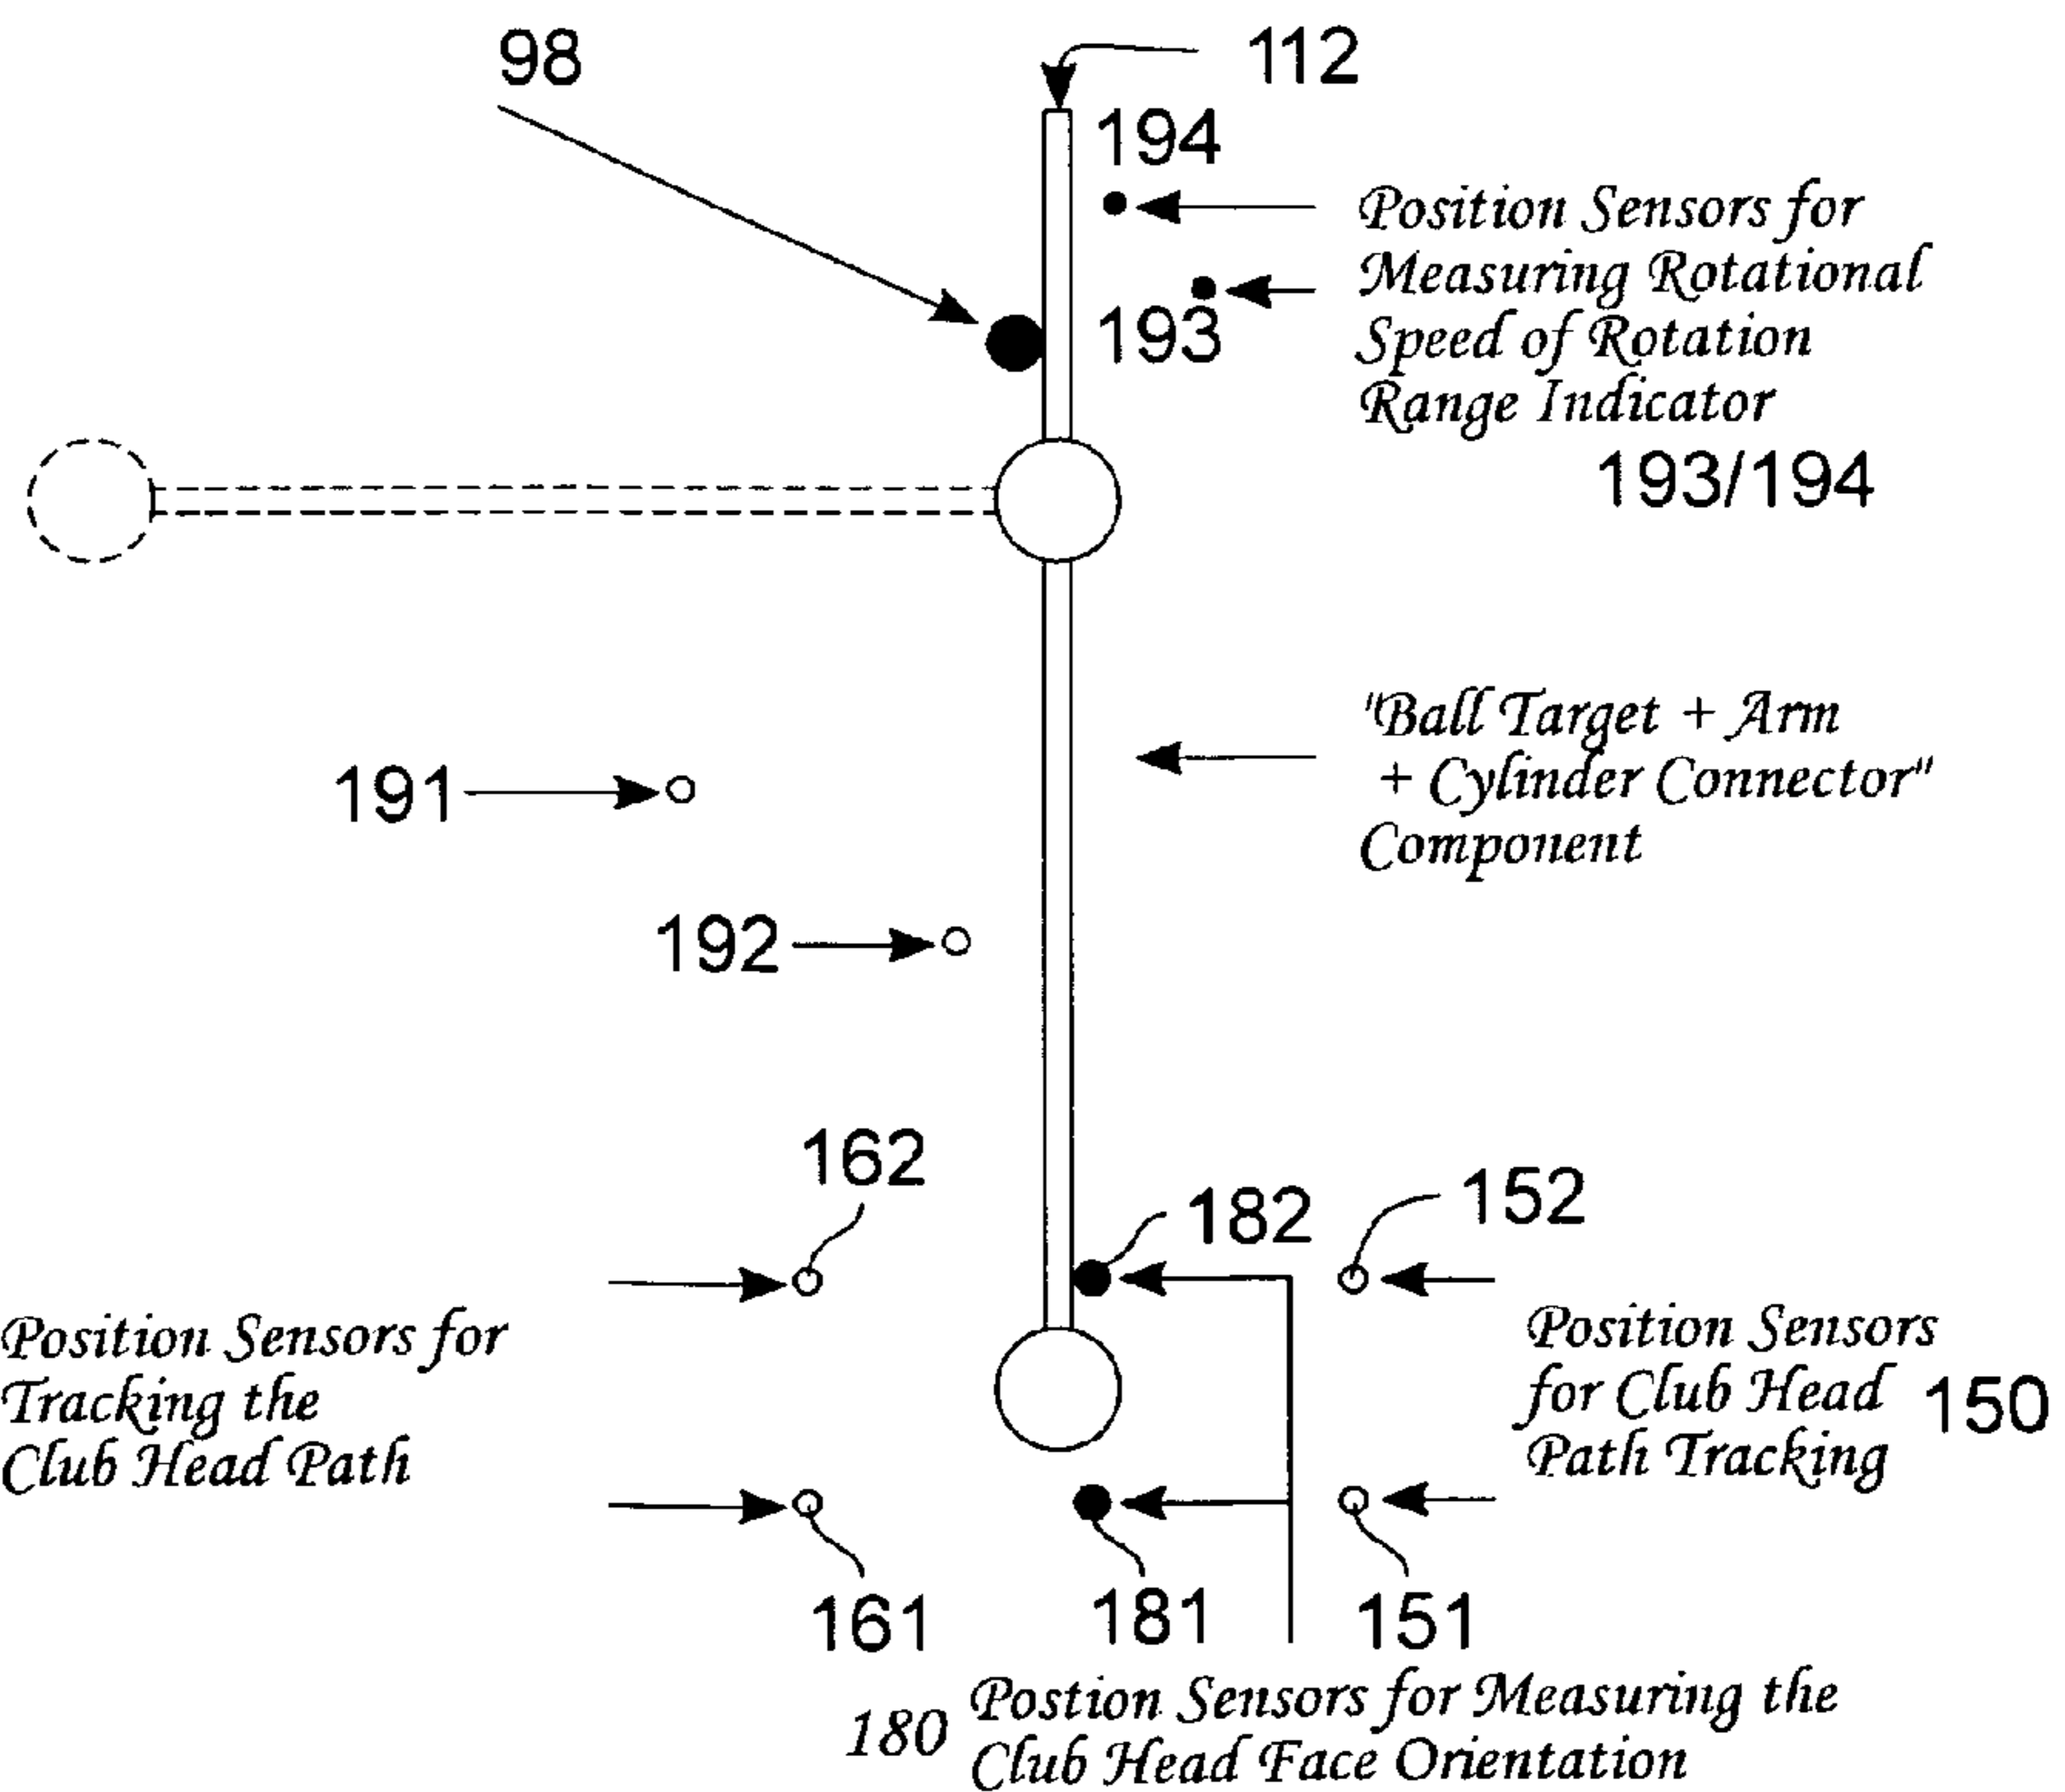 98
112
194
Position Sensors for
Measuring Rotational
Speed of Rotation
Range Indicator
193
193/194
"Ball Target + Arm
+ Cylinder Connector"
Component
191
192
162
182
152
Position Sensors for
Tracking the
Club Head Path
Position Sensors
for Club Head
Path Tracking
150
161
181
151
180
Postion Sensors for Measuring the
Club Head Face Orientation